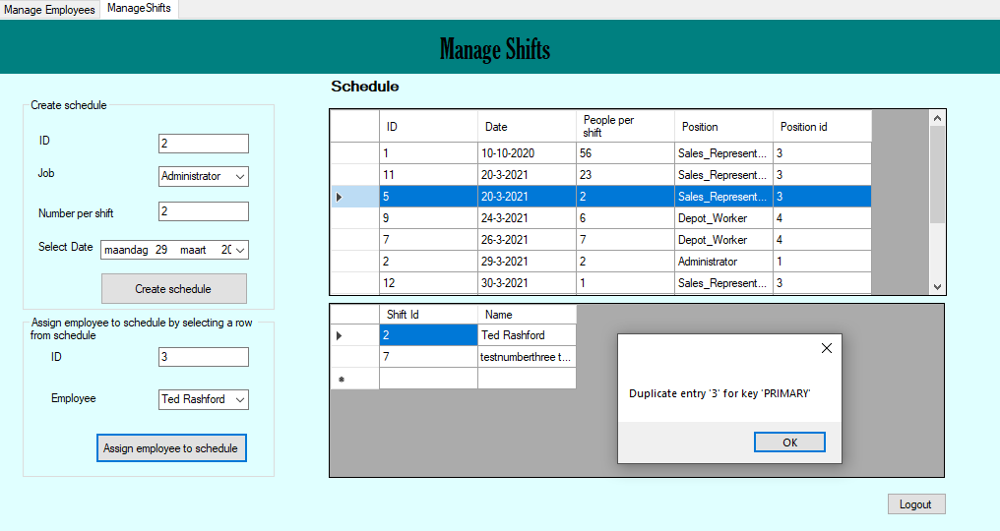 Manage Employees
ManageShifts
Manage Shifts
Create schedule
ID
2
Job
Administrator
Number per shift
2
Select Date
maandag 29 maart 20
Create schedule
Assign employee to schedule by selecting a row
from schedule
ID
3
Employee
Ted Rashford
Assign employee to schedule
Schedule
ID Date People per shift Position Position id
1 10-10-2020 56 Sales_Represent... 3
11 20-3-2021 23 Sales_Represent... 3
5 20-3-2021 2 Sales_Represent... 3
9 24-3-2021 6 Depot_Worker 4
7 26-3-2021 7 Depot_Worker 4
2 29-3-2021 2 Administrator 1
12 30-3-2021 1 Sales_Represent... 3
Shift Id Name
2 Ted Rashford
7 testnumberthree t...
Duplicate entry '3' for key 'PRIMARY'
OK
Logout